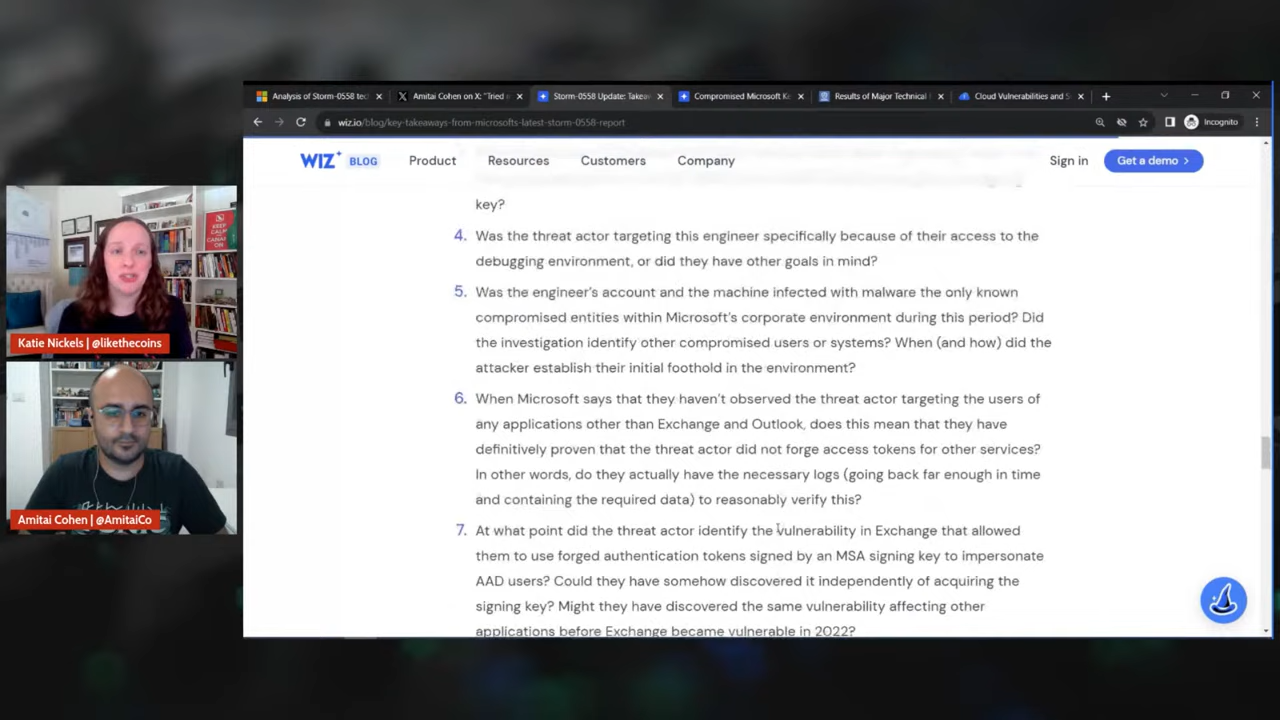 Analysis of Storm-0558 tec
Amitai Cohen on X: "Tried
Storm-0558 Update: Takea
Compromised Microsoft Ke
Results of Major Technical
Cloud Vulnerabilities and S
wiz.io/blog/key-takeaways-from-microsofts-latest-storm-0558-report
Incognito
WIZ BLOG
Product
Resources
Customers
Company
Sign in
Get a demo
key?
4. Was the threat actor targeting this engineer specifically because of their access to the
debugging environment, or did they have other goals in mind?
5. Was the engineer's account and the machine infected with malware the only known
compromised entities within Microsoft's corporate environment during this period? Did
the investigation identify other compromised users or systems? When (and how) did the
attacker establish their initial foothold in the environment?
6. When Microsoft says that they haven't observed the threat actor targeting the users of
any applications other than Exchange and Outlook, does this mean that they have
definitively proven that the threat actor did not forge access tokens for other services?
In other words, do they actually have the necessary logs (going back far enough in time
and containing the required data) to reasonably verify this?
7. At what point did the threat actor identify the vulnerability in Exchange that allowed
them to use forged authentication tokens signed by an MSA signing key to impersonate
AAD users? Could they have somehow discovered it independently of acquiring the
signing key? Might they have discovered the same vulnerability affecting other
applications before Exchange became vulnerable in 2022?
KEEP
CALM
Katie Nickels | @likethecoins
Amitai Cohen | @AmitaiCo